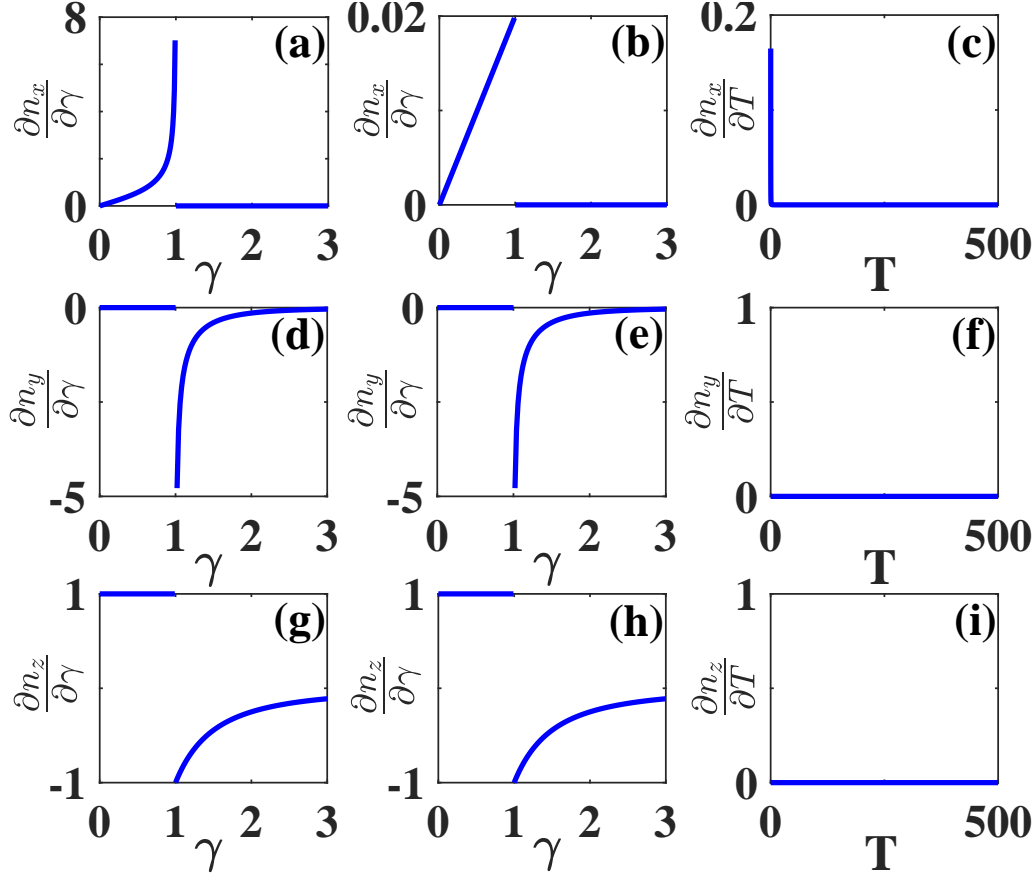 8
(a)
∂n_x/∂γ
0
0 1 2 3
γ
0.02
(b)
∂n_x/∂γ
0
0 1 2 3
γ
0.2
(c)
∂n_x/∂T
0
0 500
T
0
(d)
∂n_y/∂γ
-5
0 1 2 3
γ
0
(e)
∂n_y/∂γ
-5
0 1 2 3
γ
1
(f)
∂n_y/∂T
0
0 500
T
1
(g)
∂n_z/∂γ
-1
0 1 2 3
γ
1
(h)
∂n_z/∂γ
-1
0 1 2 3
γ
1
(i)
∂n_z/∂T
0
0 500
T